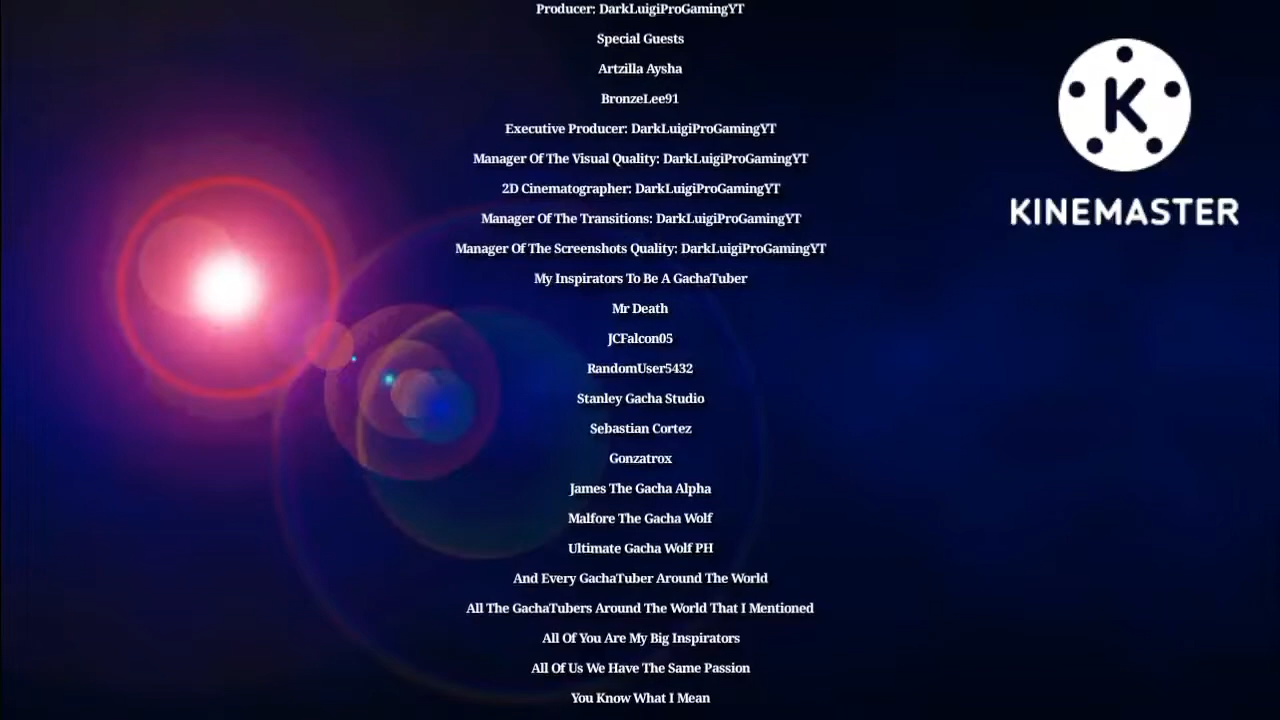 Producer: DarkLuigiProGamingYT
Special Guests
Artzilla Aysha
BronzeLee91
Executive Producer: DarkLuigiProGamingYT
Manager Of The Visual Quality: DarkLuigiProGamingYT
2D Cinematographer: DarkLuigiProGamingYT
Manager Of The Transitions: DarkLuigiProGamingYT
Manager Of The Screenshots Quality: DarkLuigiProGamingYT
My Inspirators To Be A GachaTuber
Mr Death
JCFalcon05
RandomUser5432
Stanley Gacha Studio
Sebastian Cortez
Gonzatrox
James The Gacha Alpha
Malfore The Gacha Wolf
Ultimate Gacha Wolf PH
And Every GachaTuber Around The World
All The GachaTubers Around The World That I Mentioned
All Of You Are My Big Inspirators
All Of Us We Have The Same Passion
You Know What I Mean
K
KINEMASTER